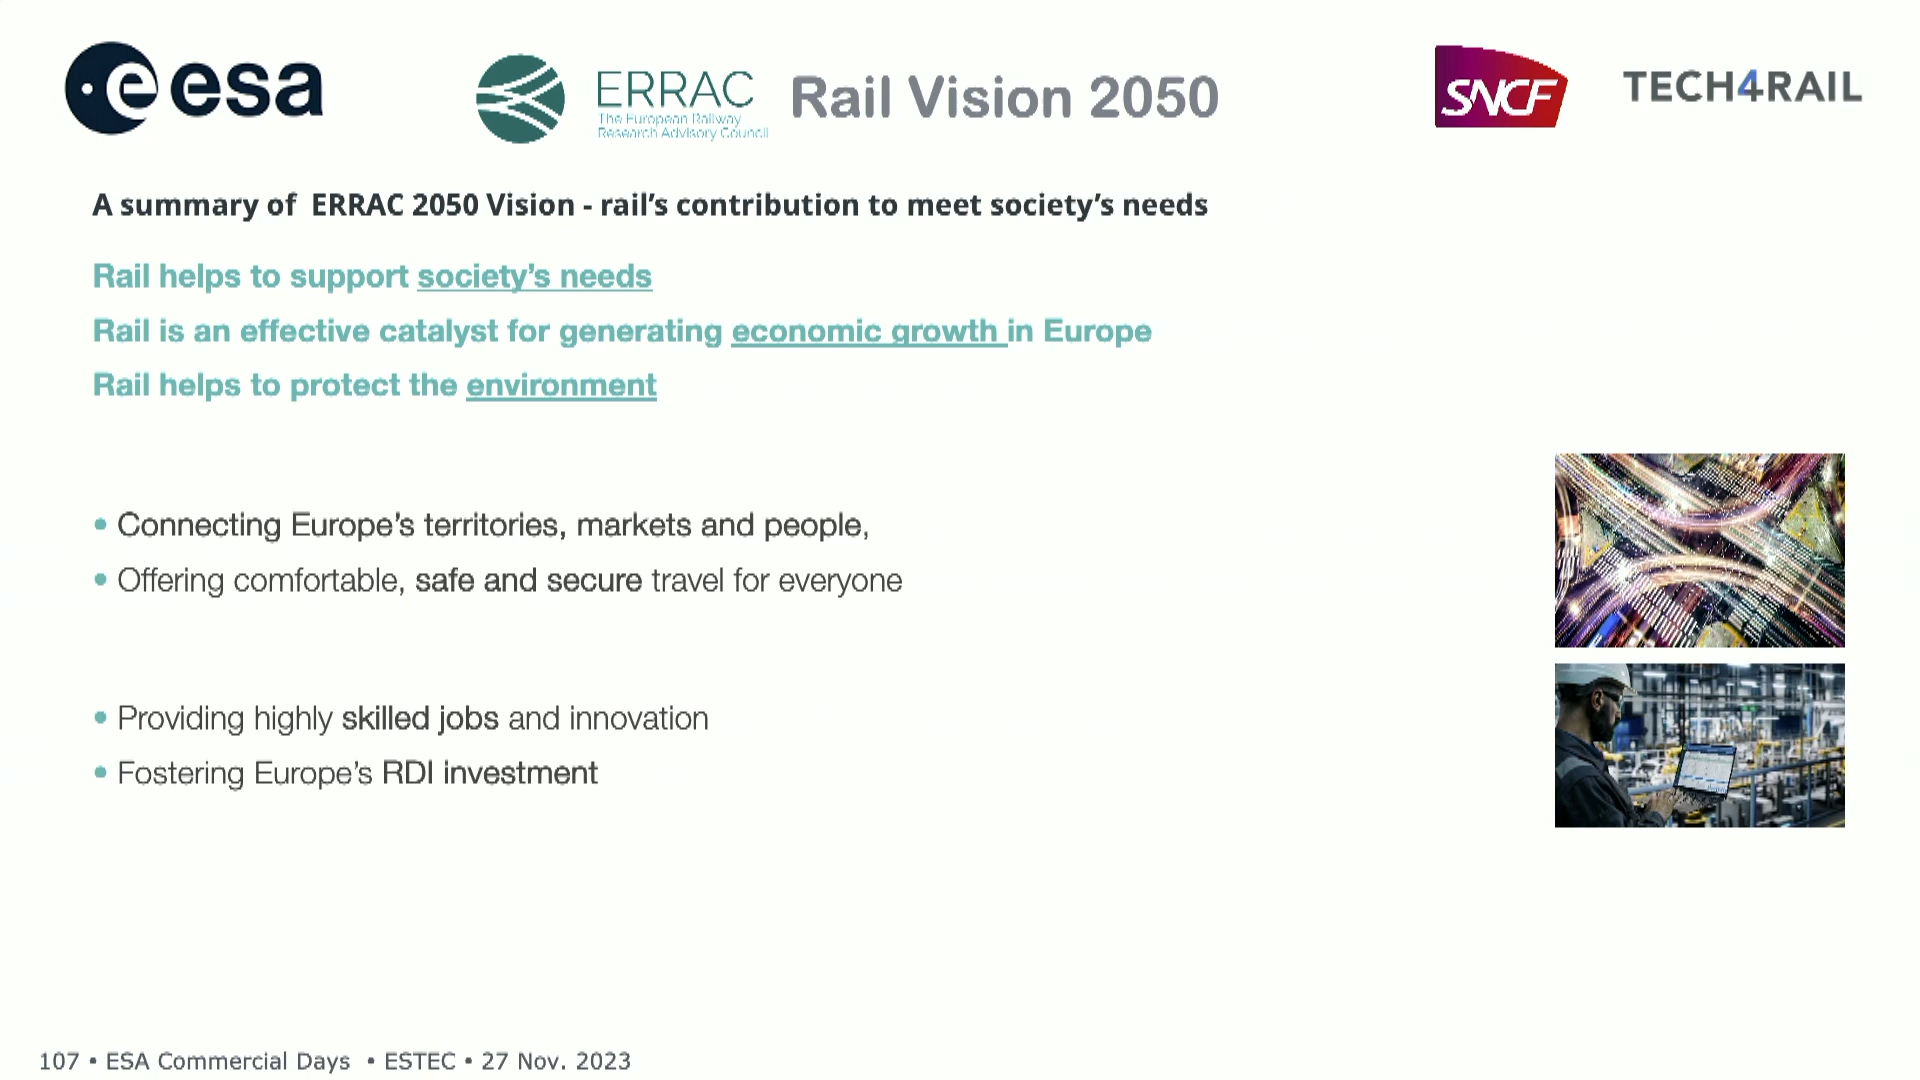 esa
ERRAC
The European Railway
Research Advisory Council
Rail Vision 2050
SNCF
TECH4RAIL
A summary of ERRAC 2050 Vision - rail's contribution to meet society's needs
Rail helps to support society's needs
Rail is an effective catalyst for generating economic growth in Europe
Rail helps to protect the environment
• Connecting Europe's territories, markets and people,
• Offering comfortable, safe and secure travel for everyone
• Providing highly skilled jobs and innovation
• Fostering Europe's RDI investment
107 • ESA Commercial Days • ESTEC • 27 Nov. 2023